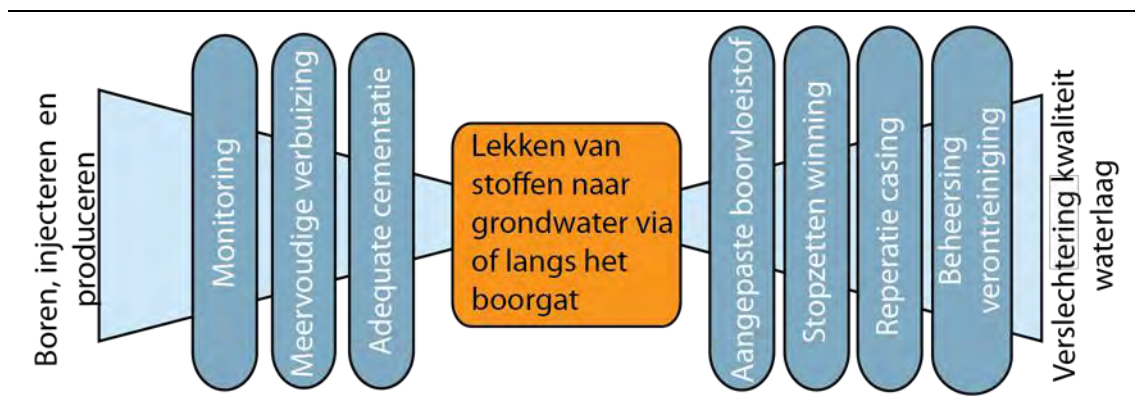 Boren, injecteren en
produceren
Monitoring
Meervoudige verbuizing
Adequate cementatie
Lekken van
stoffen naar
grondwater via
of langs het
boorgat
Aangepaste boorvloeistof
Stopzetten winning
Reperatie casing
Beheersing
verontreiniging
Verslechtering kwaliteit
waterlaag